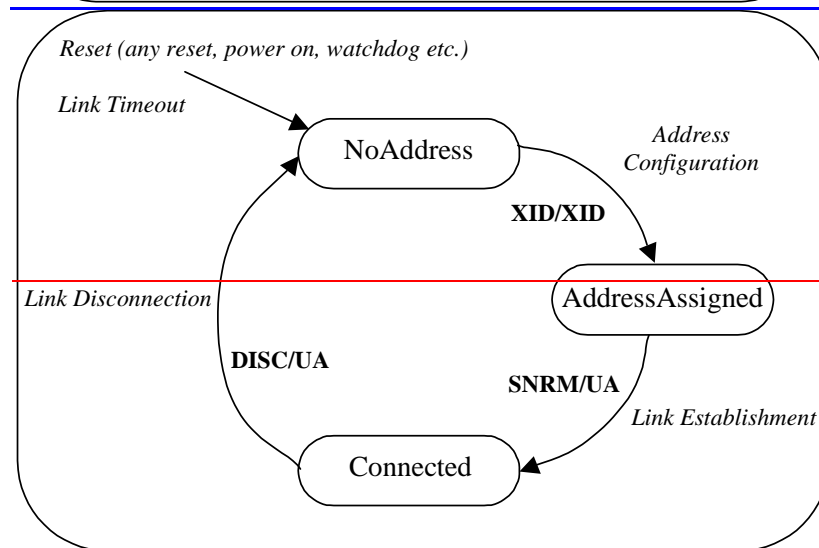 Reset (any reset, power on, watchdog etc.)
Link Timeout
NoAddress
Address
Configuration
XID/XID
AddressAssigned
Link Disconnection
DISC/UA
SNRM/UA
Link Establishment
Connected